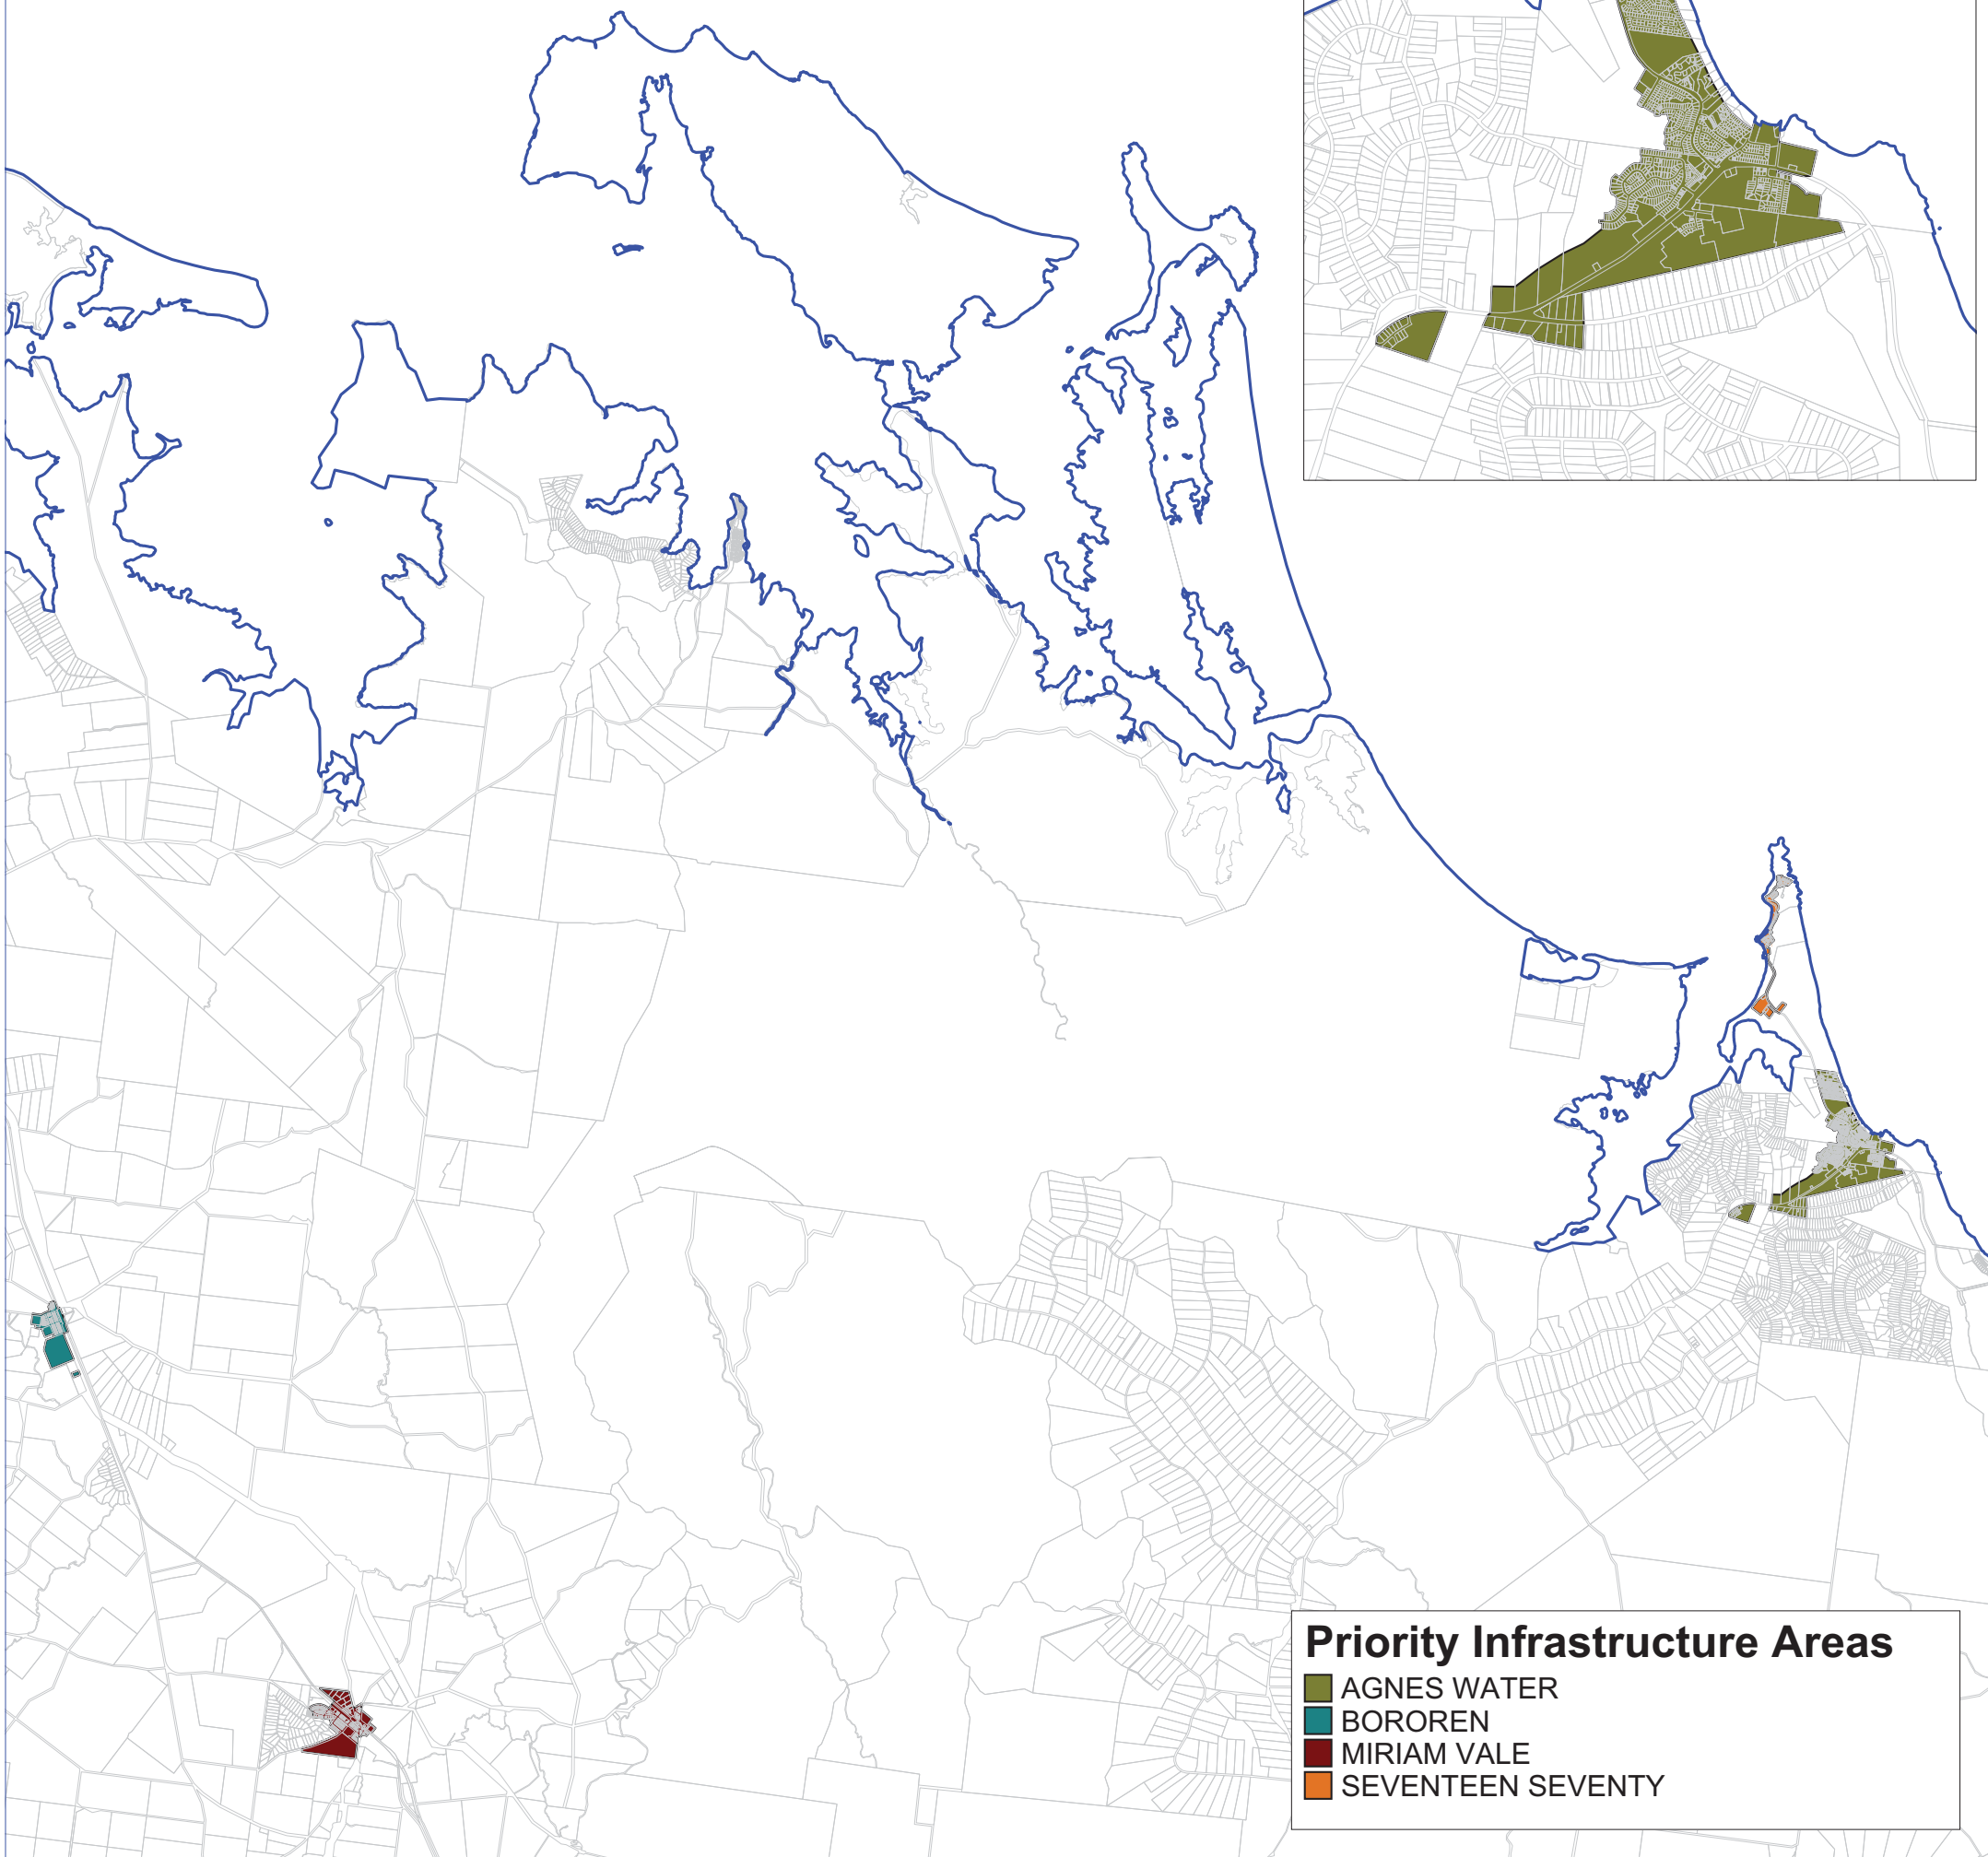 Priority Infrastructure Areas
AGNES WATER
BOROREN
MIRIAM VALE
SEVENTEEN SEVENTY